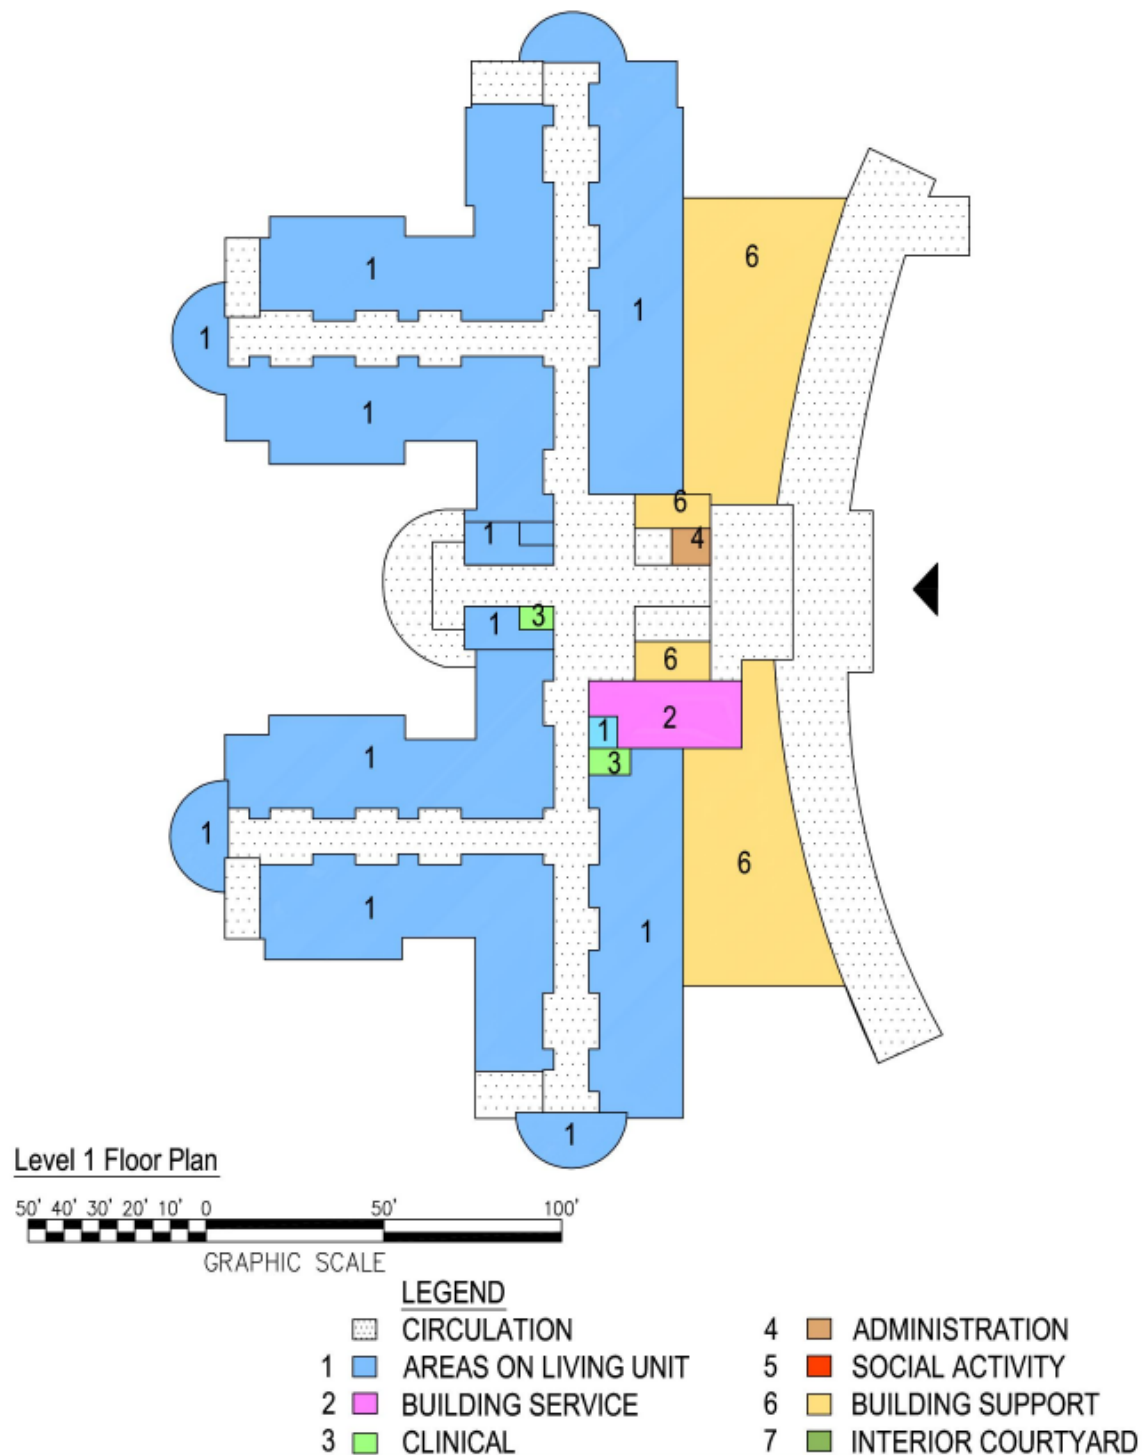 1
6
1
1
1
6
1
4
3
1
6
2
1
3
1
1
6
1
1
1
Level 1 Floor Plan
50' 40' 30' 20' 10' 0 50' 100'
GRAPHIC SCALE
LEGEND
CIRCULATION
1 AREAS ON LIVING UNIT
2 BUILDING SERVICE
3 CLINICAL
4 ADMINISTRATION
5 SOCIAL ACTIVITY
6 BUILDING SUPPORT
7 INTERIOR COURTYARD